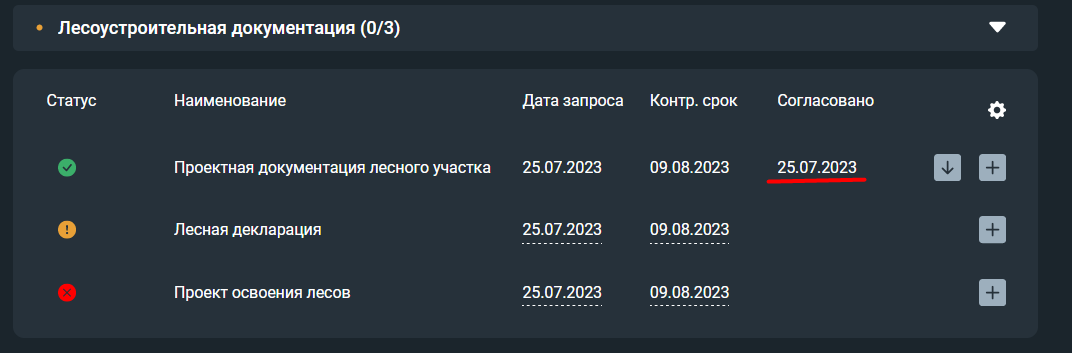 Лесоустроительная документация (0/3)
Статус Наименование Дата запроса Контр. срок Согласовано
Проектная документация лесного участка 25.07.2023 09.08.2023 25.07.2023
Лесная декларация 25.07.2023 09.08.2023
Проект освоения лесов 25.07.2023 09.08.2023